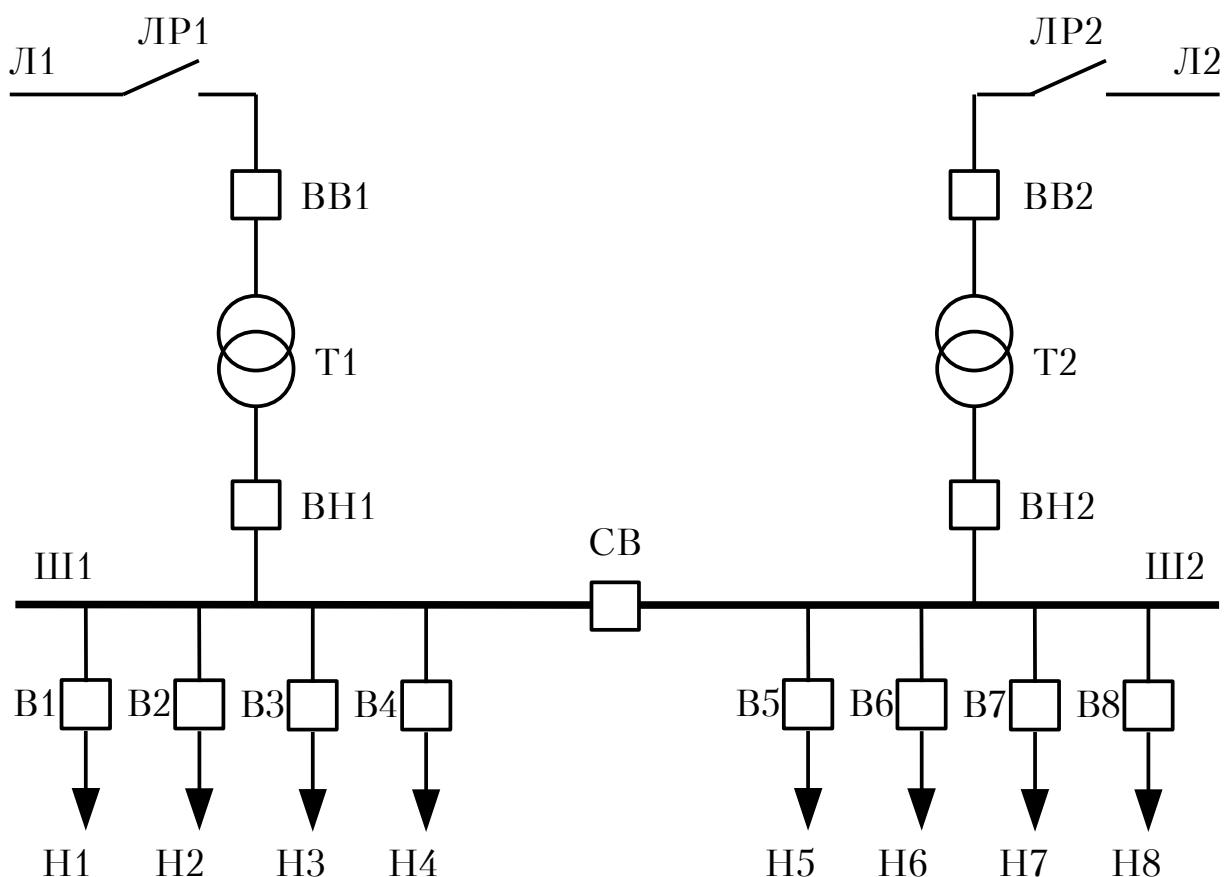 ЛР1 ЛР2
Л1 Л2
ВВ1 ВВ2
Т1 Т2
ВН1 ВН2
СВ
Ш1 Ш2
В1 В2 В3 В4 В5 В6 В7 В8
Н1 Н2 Н3 Н4 Н5 Н6 Н7 Н8